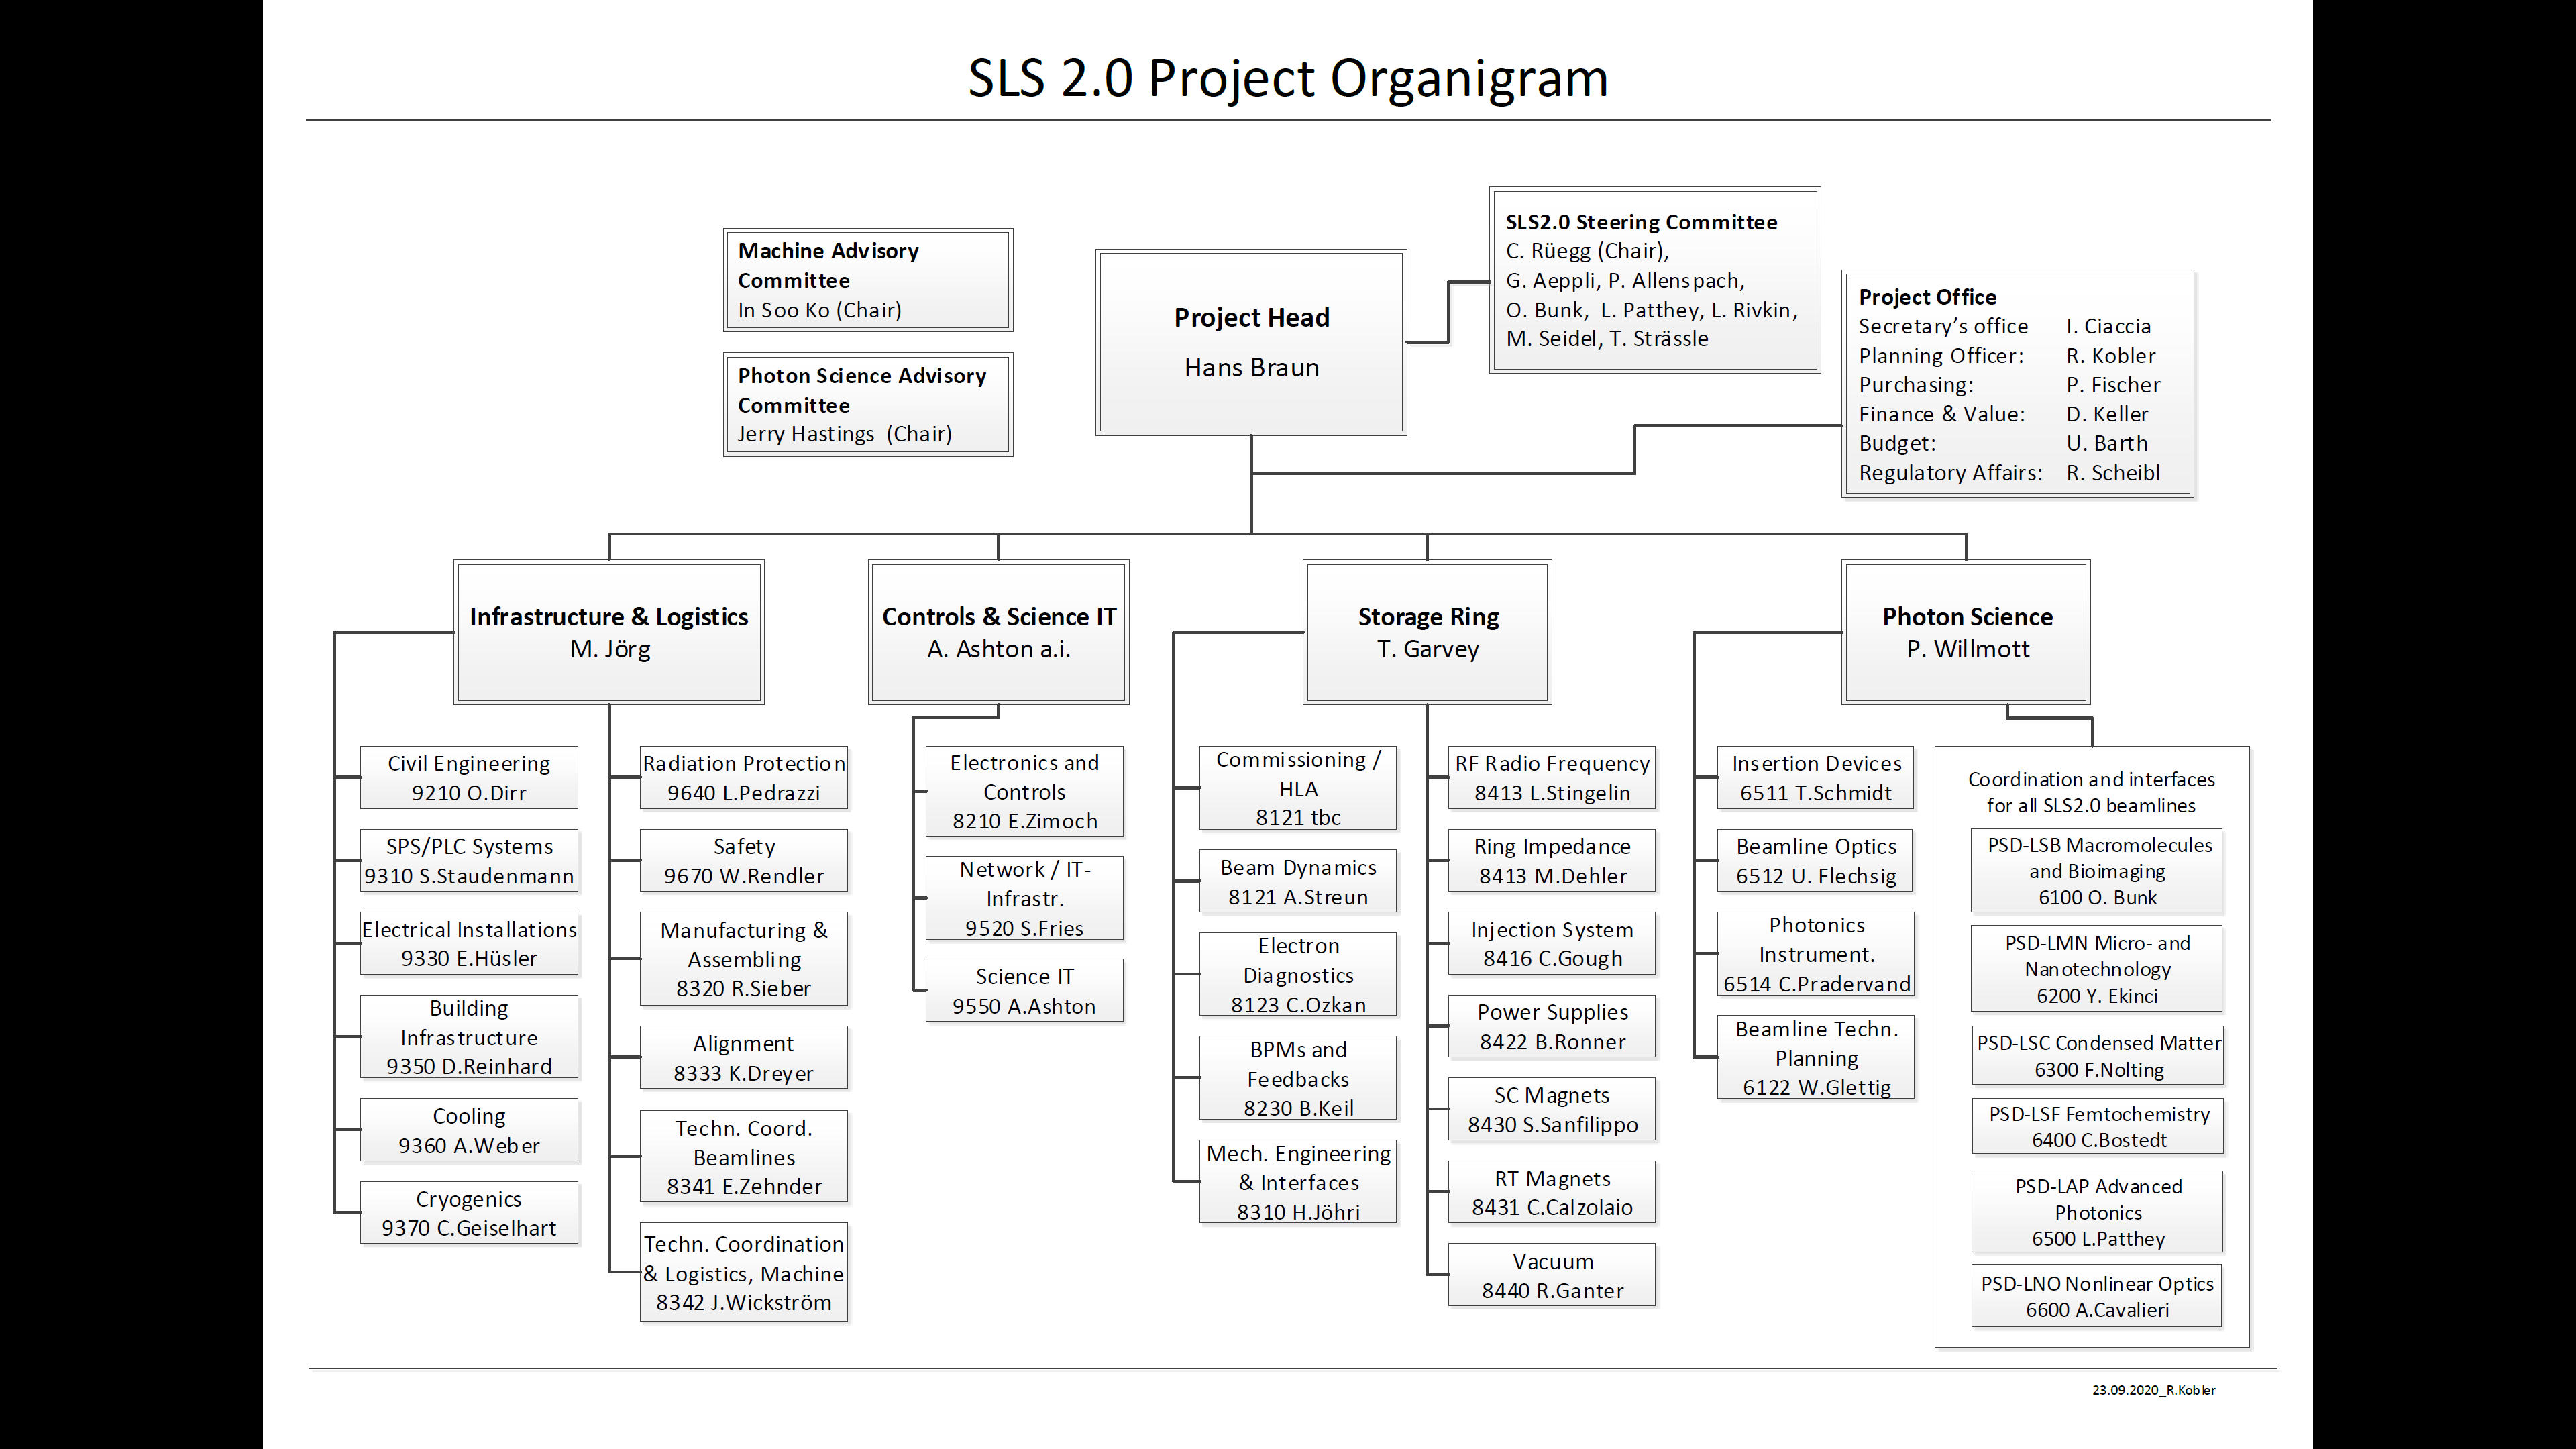 SLS 2.0 Project Organigram
Machine Advisory
Committee
In Soo Ko (Chair)
Photon Science Advisory
Committee
Jerry Hastings (Chair)
Project Head
Hans Braun
SLS2.0 Steering Committee
C. Rüegg (Chair),
G. Aeppli, P. Allenspach,
O. Bunk, L. Patthey, L. Rivkin,
M. Seidel, T. Strässle
Project Office
Secretary's office I. Ciaccia
Planning Officer: R. Kobler
Purchasing: P. Fischer
Finance & Value: D. Keller
Budget: U. Barth
Regulatory Affairs: R. Scheibl
Infrastructure & Logistics
M. Jörg
Civil Engineering
9210 O.Dirr
SPS/PLC Systems
9310 S.Staudenmann
Electrical Installations
9330 E.Hüsler
Building
Infrastructure
9350 D.Reinhard
Cooling
9360 A.Weber
Cryogenics
9370 C.Geiselhart
Radiation Protection
9640 L.Pedrazzi
Safety
9670 W.Rendler
Manufacturing &
Assembling
8320 R.Sieber
Alignment
8333 K.Dreyer
Techn. Coord.
Beamlines
8341 E.Zehnder
Techn. Coordination
& Logistics, Machine
8342 J.Wickström
Controls & Science IT
A. Ashton a.i.
Electronics and
Controls
8210 E.Zimoch
Network / IT-
Infrastr.
9520 S.Fries
Science IT
9550 A.Ashton
Storage Ring
T. Garvey
Commissioning /
HLA
8121 tbc
Beam Dynamics
8121 A.Streun
Electron
Diagnostics
8123 C.Ozkan
BPMs and
Feedbacks
8230 B.Keil
Mech. Engineering
& Interfaces
8310 H.Jöhri
RF Radio Frequency
8413 L.Stingelin
Ring Impedance
8413 M.Dehler
Injection System
8416 C.Gough
Power Supplies
8422 B.Ronner
SC Magnets
8430 S.Sanfilippo
RT Magnets
8431 C.Calzolaio
Vacuum
8440 R.Ganter
Photon Science
P. Willmott
Insertion Devices
6511 T.Schmidt
Beamline Optics
6512 U. Flechsig
Photonics
Instrument.
6514 C.Pradervand
Beamline Techn.
Planning
6122 W.Glettig
Coordination and interfaces
for all SLS2.0 beamlines
PSD-LSB Macromolecules
and Bioimaging
6100 O. Bunk
PSD-LMN Micro- and
Nanotechnology
6200 Y. Ekinci
PSD-LSC Condensed Matter
6300 F.Nolting
PSD-LSF Femtochemistry
6400 C.Bostedt
PSD-LAP Advanced
Photonics
6500 L.Patthey
PSD-LNO Nonlinear Optics
6600 A.Cavalieri
23.09.2020_R.Kobler